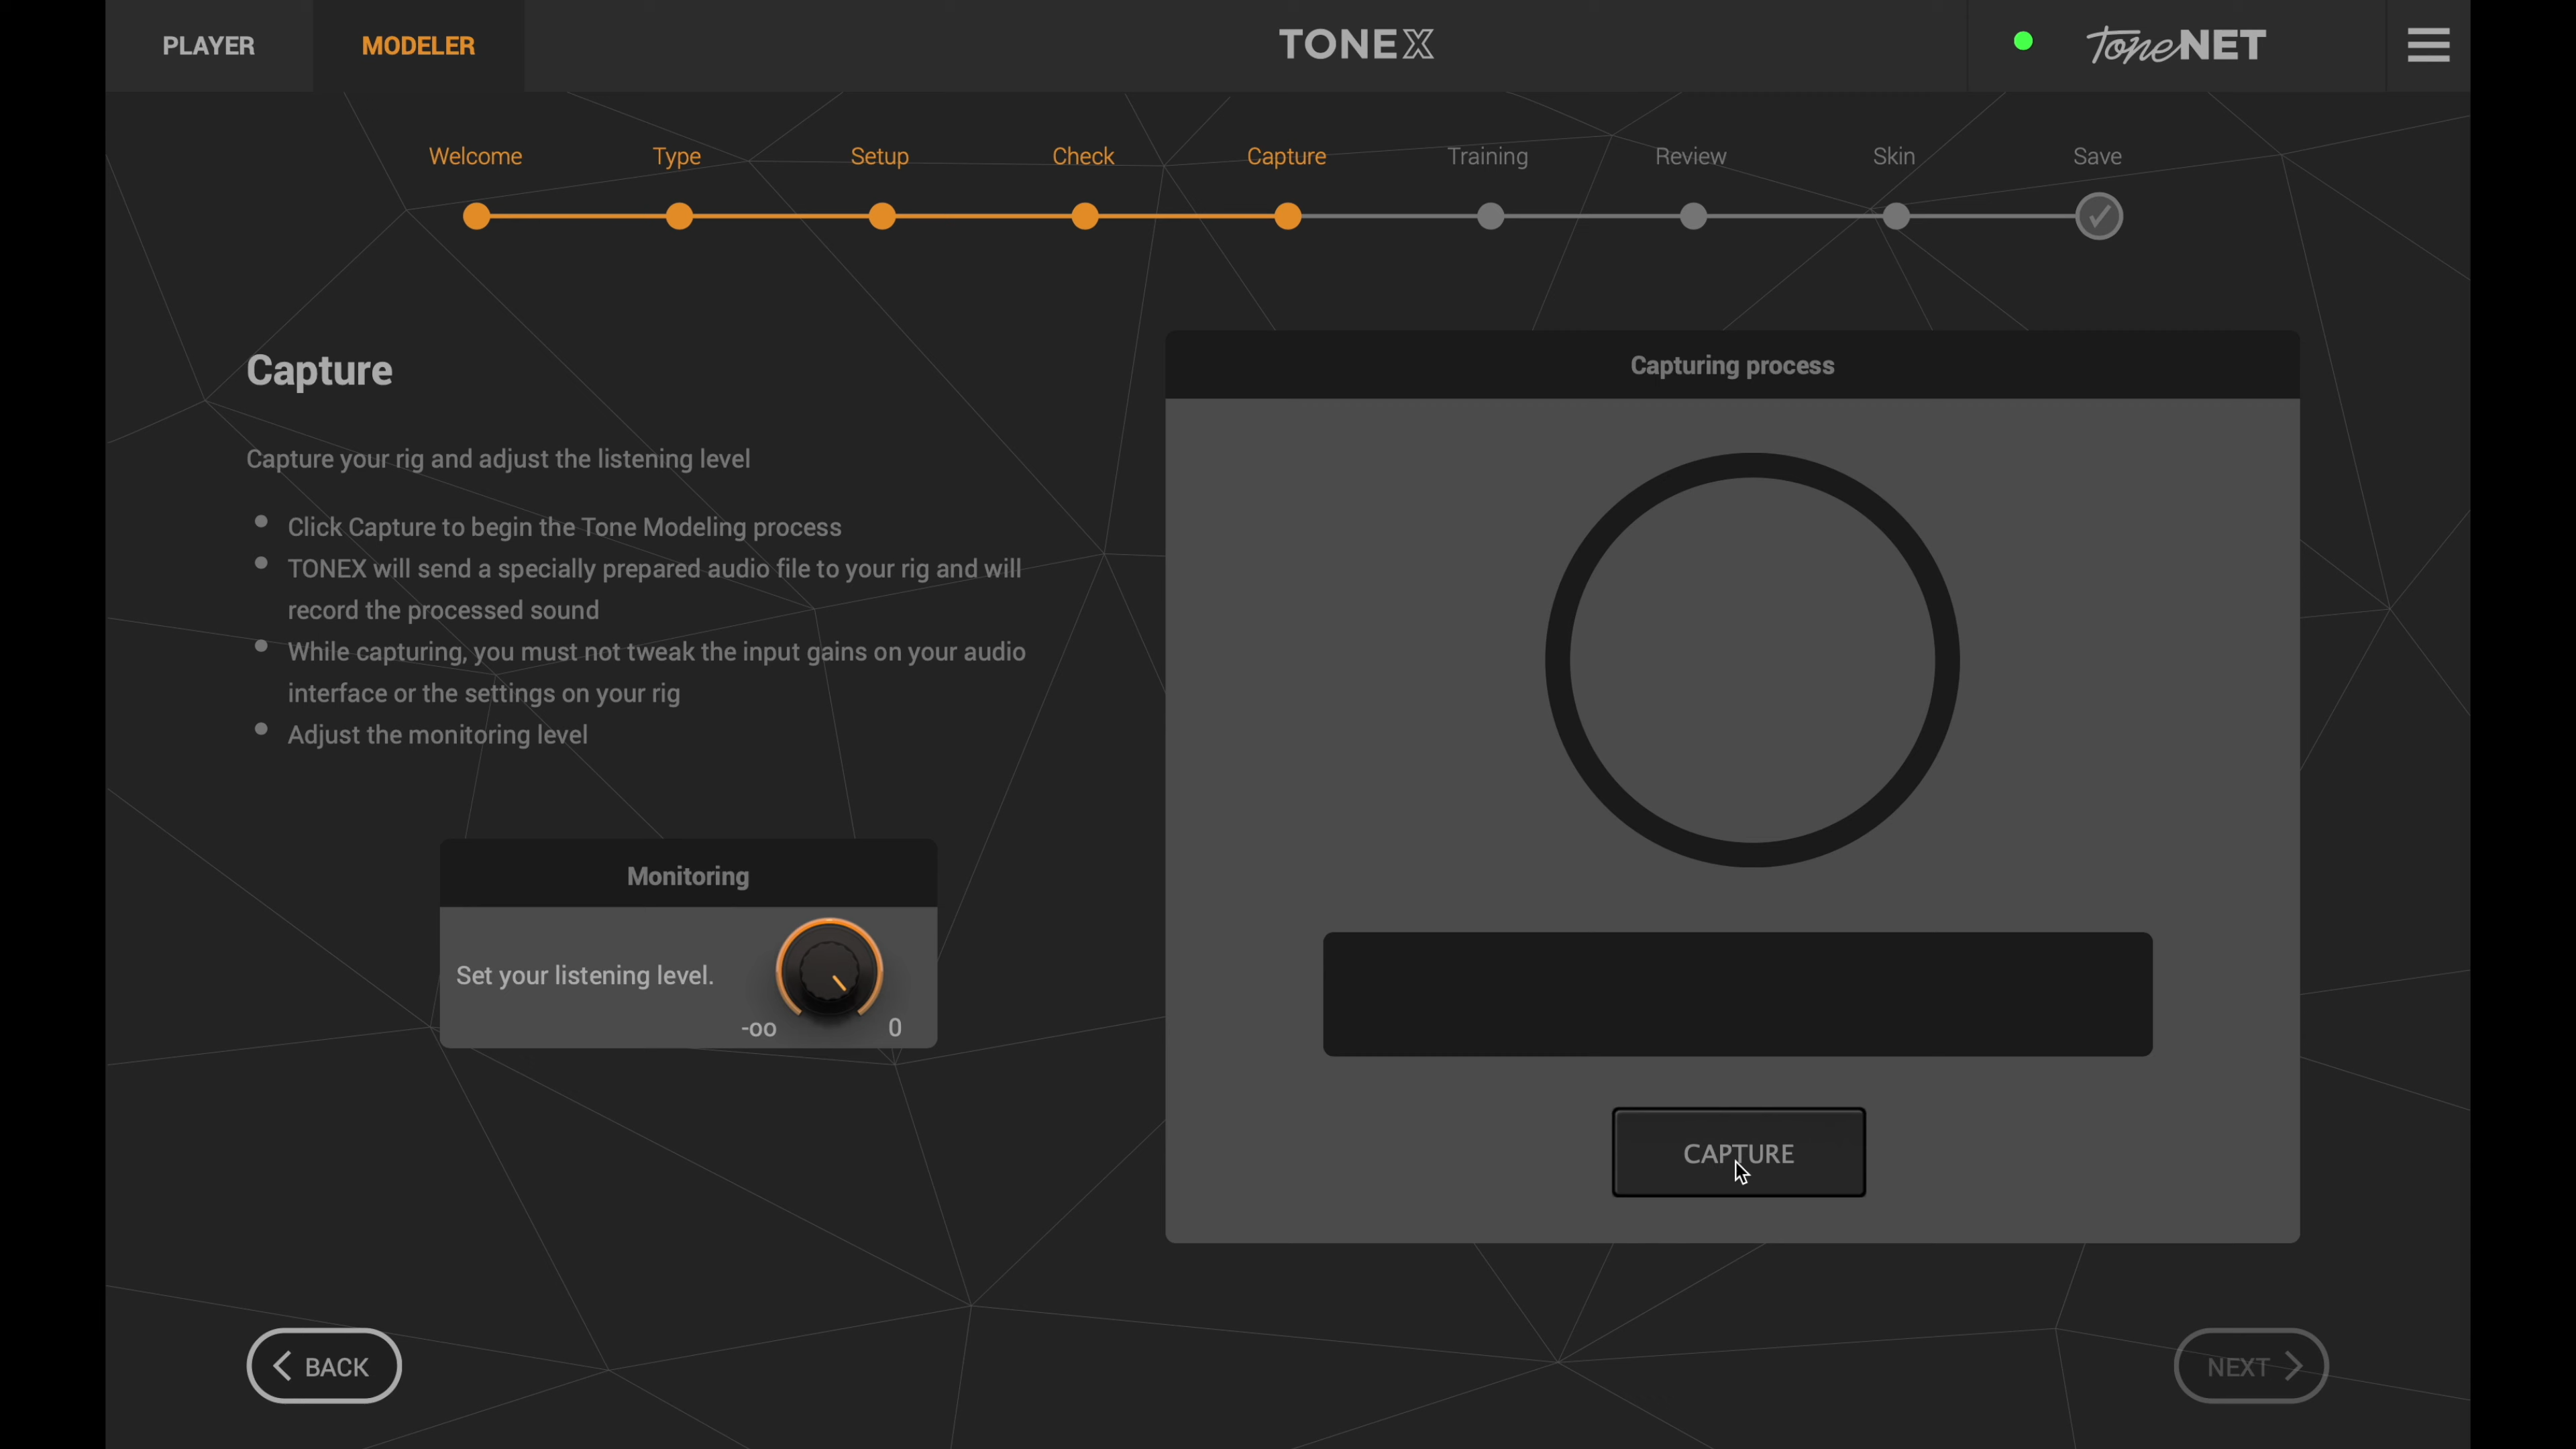 PLAYER
MODELER
TONEX
ToneNET
Welcome
Type
Setup
Check
Capture
Training
Review
Skin
Save
Capture
Capture your rig and adjust the listening level
Click Capture to begin the Tone Modeling process
TONEX will send a specially prepared audio file to your rig and will
record the processed sound
While capturing, you must not tweak the input gains on your audio
interface or the settings on your rig
Adjust the monitoring level
Monitoring
Set your listening level.
-oo
0
Capturing process
CAPTURE
BACK
NEXT